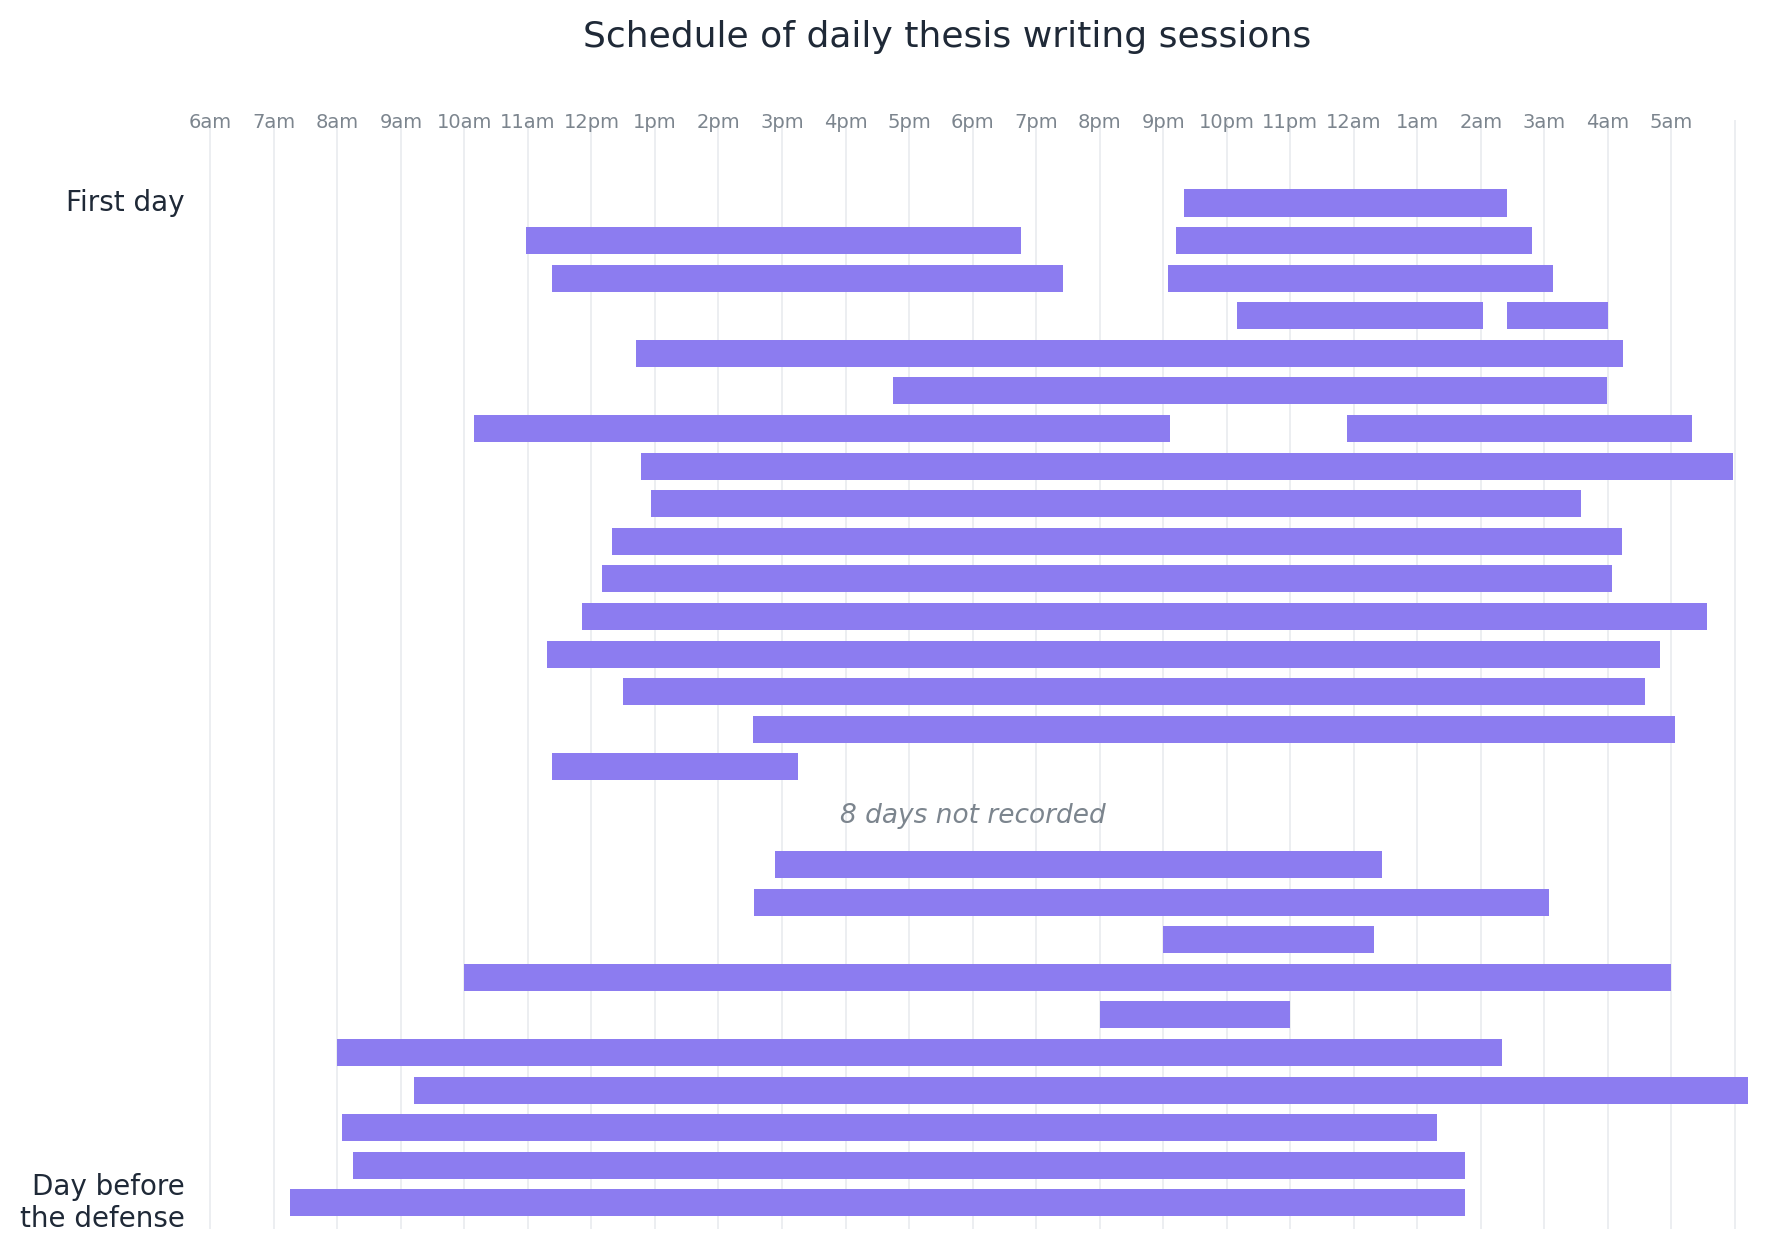 Schedule of daily thesis writing sessions
6am 7am 8am 9am 10am 11am 12pm 1pm 2pm 3pm 4pm 5pm 6pm 7pm 8pm 9pm 10pm 11pm 12am 1am 2am 3am 4am 5am
First day
8 days not recorded
Day before
the defense